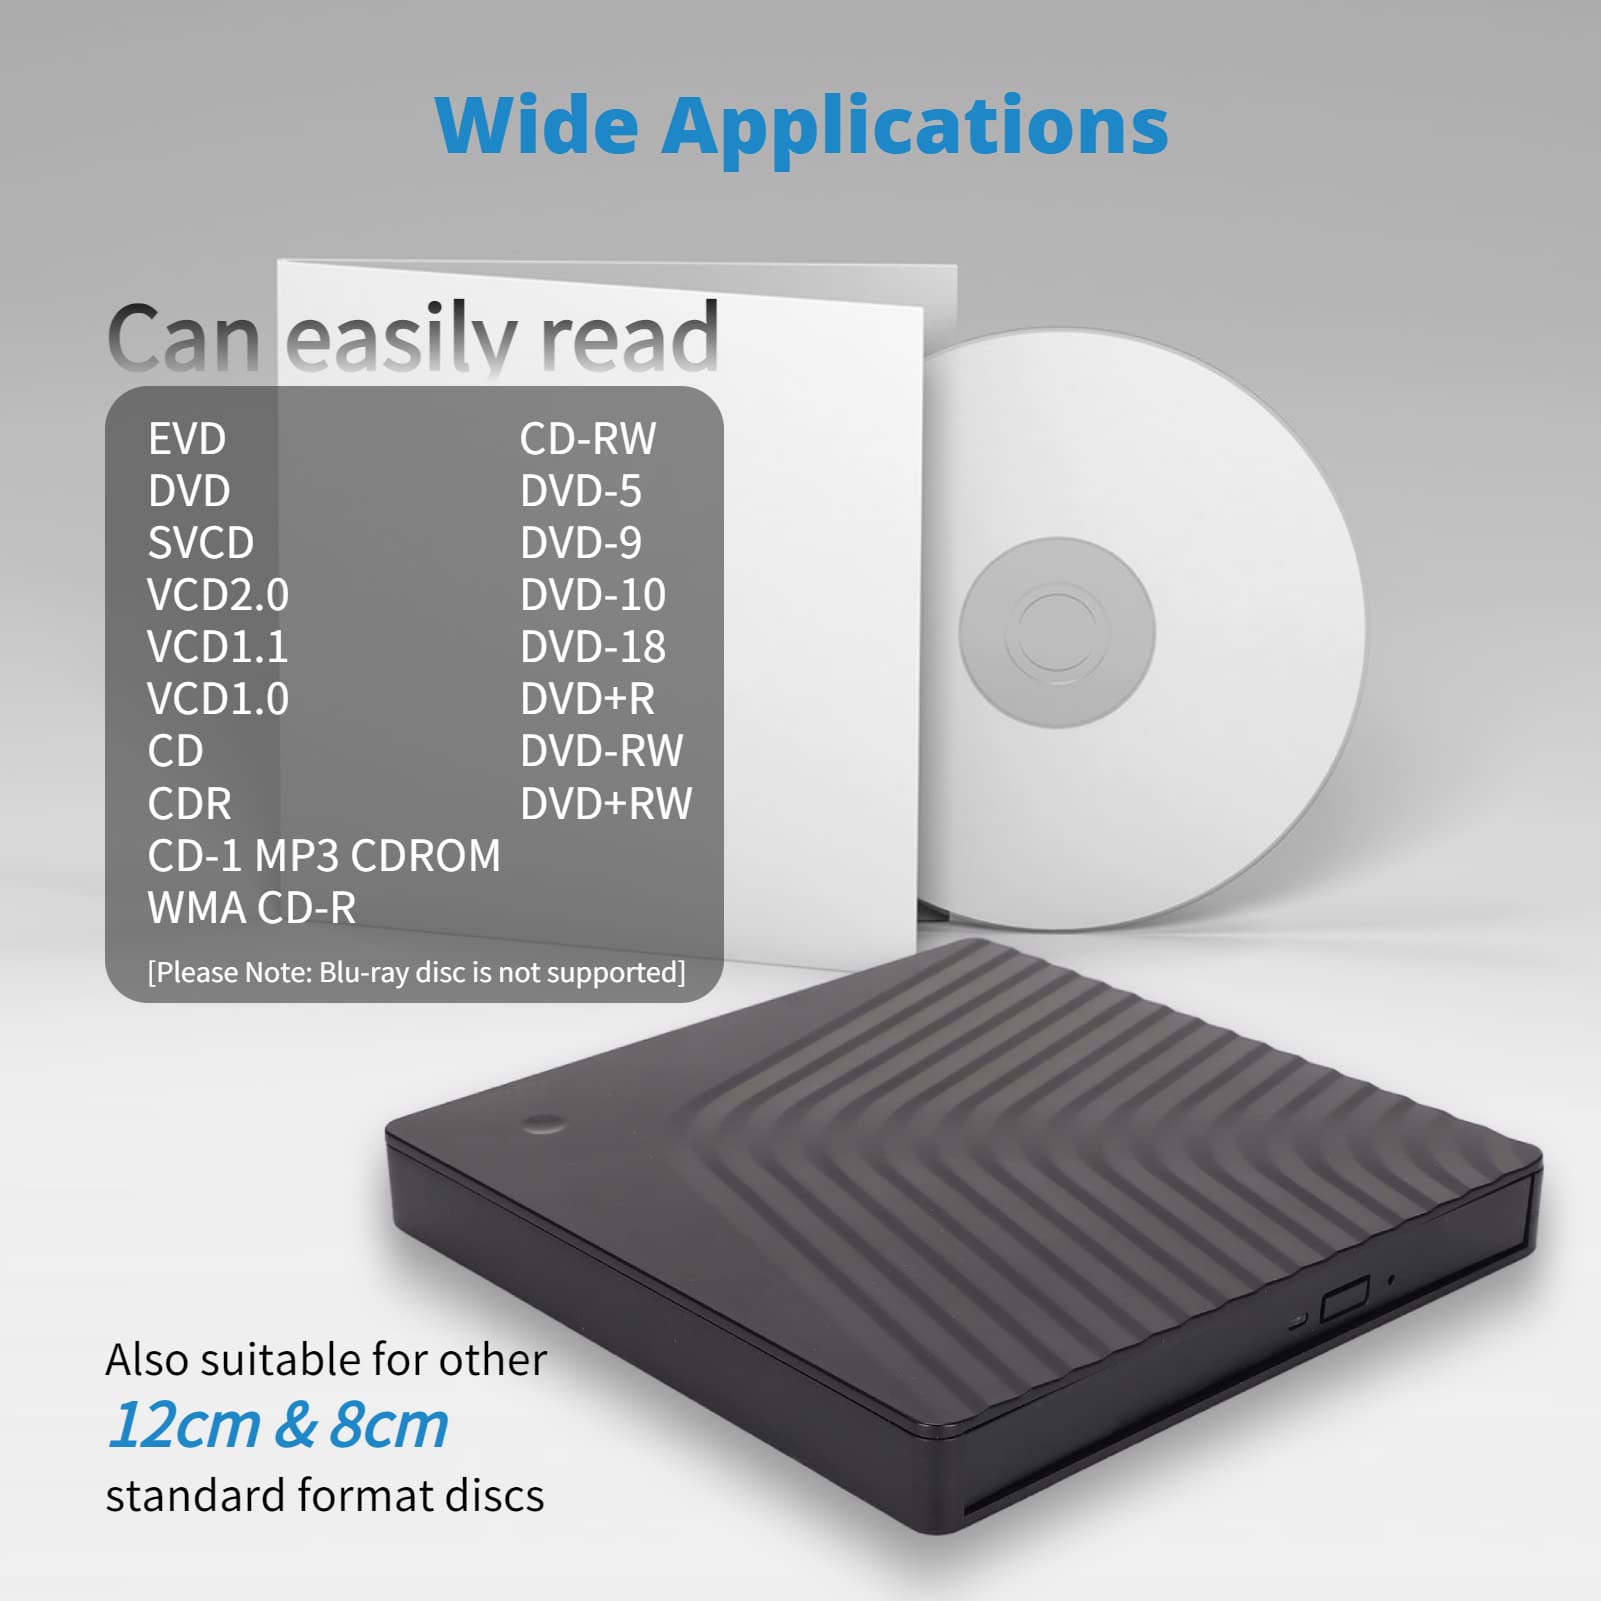 Wide Applications
Can easily read
EVD
DVD
SVCD
VCD2.0
VCD1.1
VCD1.0
CD
CDR
CD-1 MP3 CDROM
WMA CD-R
CD-RW
DVD-5
DVD-9
DVD-10
DVD-18
DVD+R
DVD-RW
DVD+RW
[Please Note: Blu-ray disc is not supported]
Also suitable for other
12cm & 8cm
standard format discs